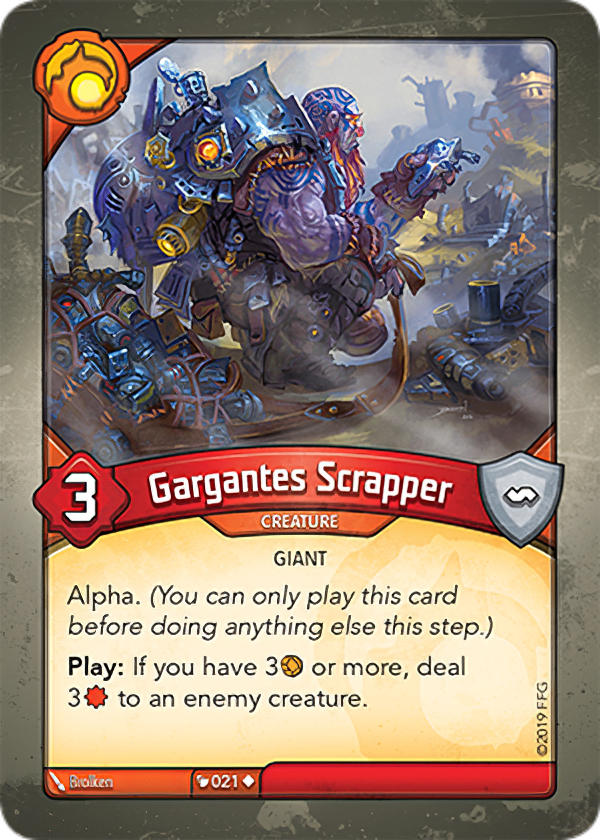 3
Gargantes Scrapper
CREATURE
GIANT
Alpha. (You can only play this card
before doing anything else this step.)
Play: If you have 3 or more, deal
3 to an enemy creature.
©2019 FFG
Brolken
021